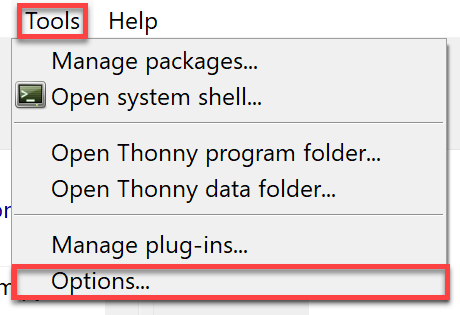 Tools Help
Manage packages...
Open system shell...
Open Thonny program folder...
Open Thonny data folder...
Manage plug-ins...
Options...